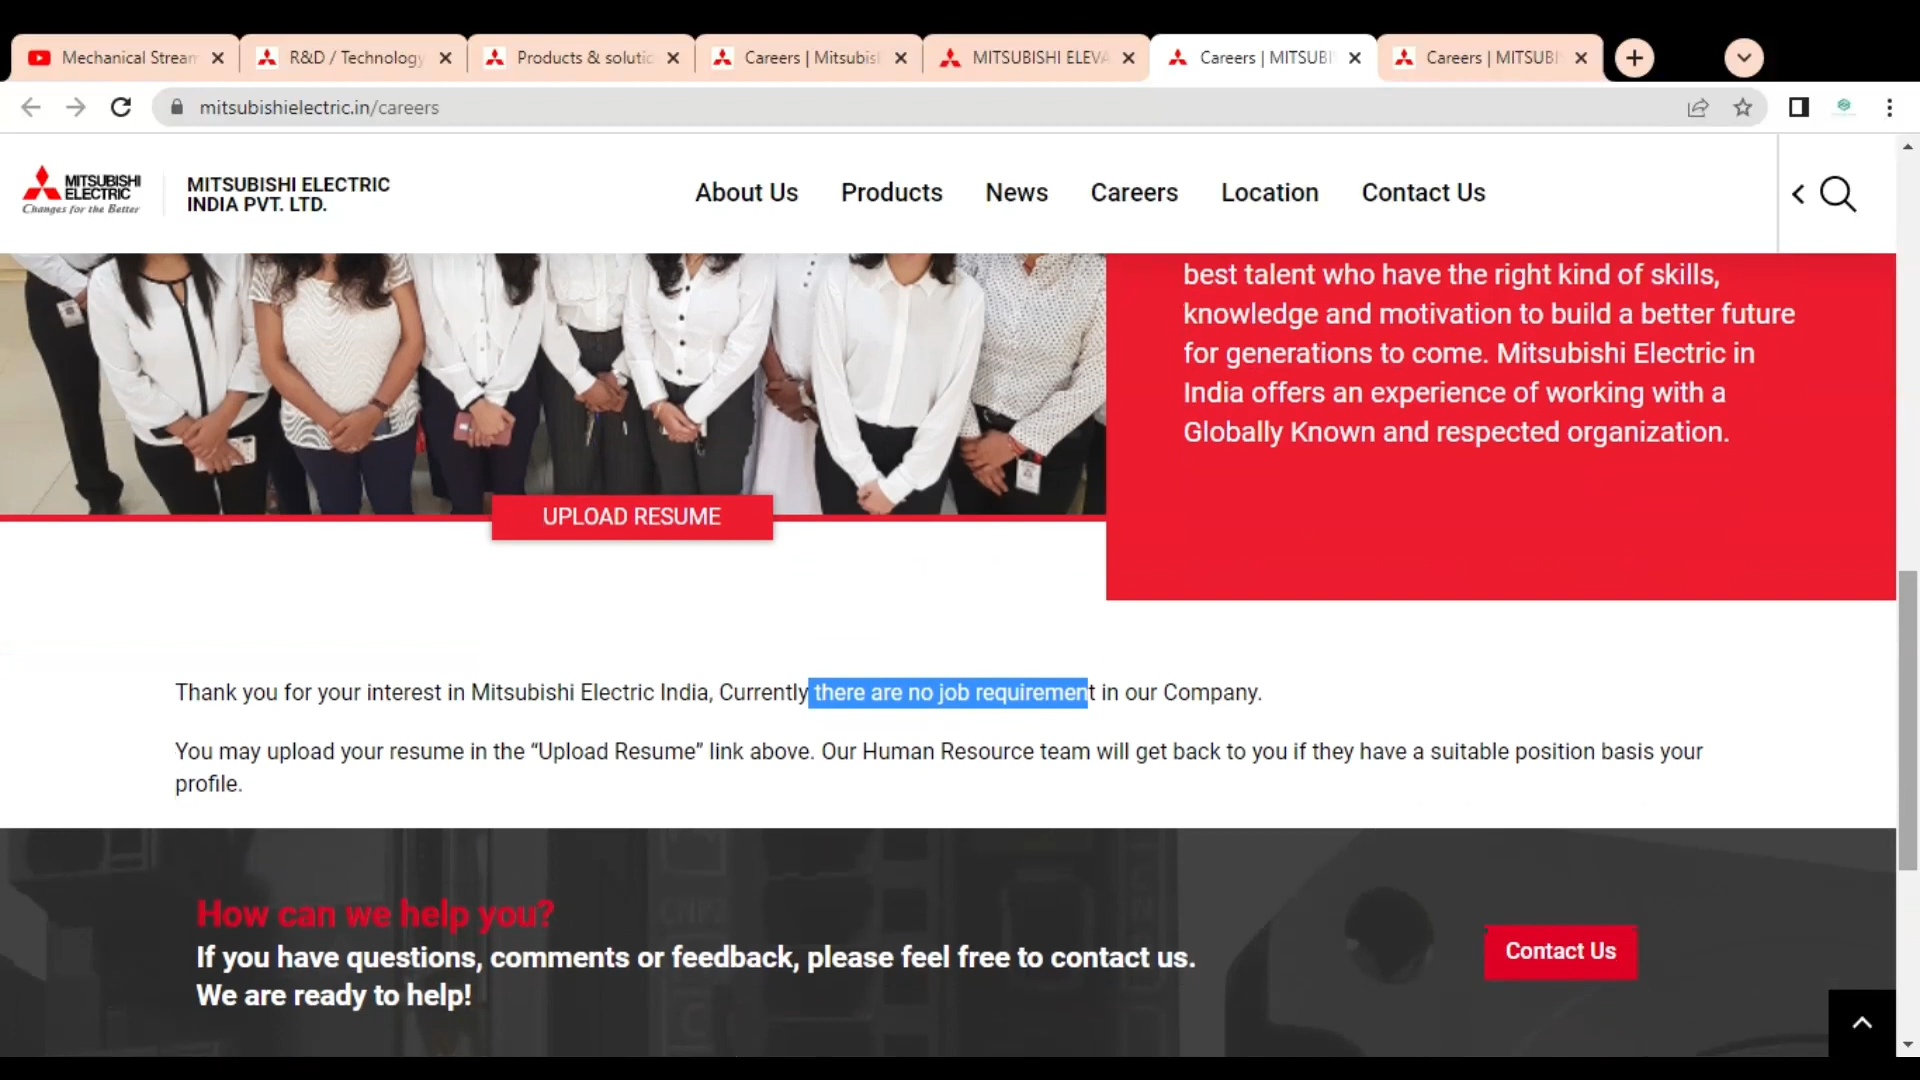 Mechanical Stream
R&D / Technology
Products & solutic
Careers | Mitsubis
MITSUBISHI ELEVA
Careers | MITSUBI
Careers | MITSUBI
mitsubishielectric.in/careers
MITSUBISHI
ELECTRIC
Changes for the Better
MITSUBISHI ELECTRIC
INDIA PVT. LTD.
About Us
Products
News
Careers
Location
Contact Us
best talent who have the right kind of skills,
knowledge and motivation to build a better future
for generations to come. Mitsubishi Electric in
India offers an experience of working with a
Globally Known and respected organization.
UPLOAD RESUME
Thank you for your interest in Mitsubishi Electric India, Currently there are no job requirement in our Company.
You may upload your resume in the “Upload Resume” link above. Our Human Resource team will get back to you if they have a suitable position basis your
profile.
How can we help you?
If you have questions, comments or feedback, please feel free to contact us.
We are ready to help!
Contact Us